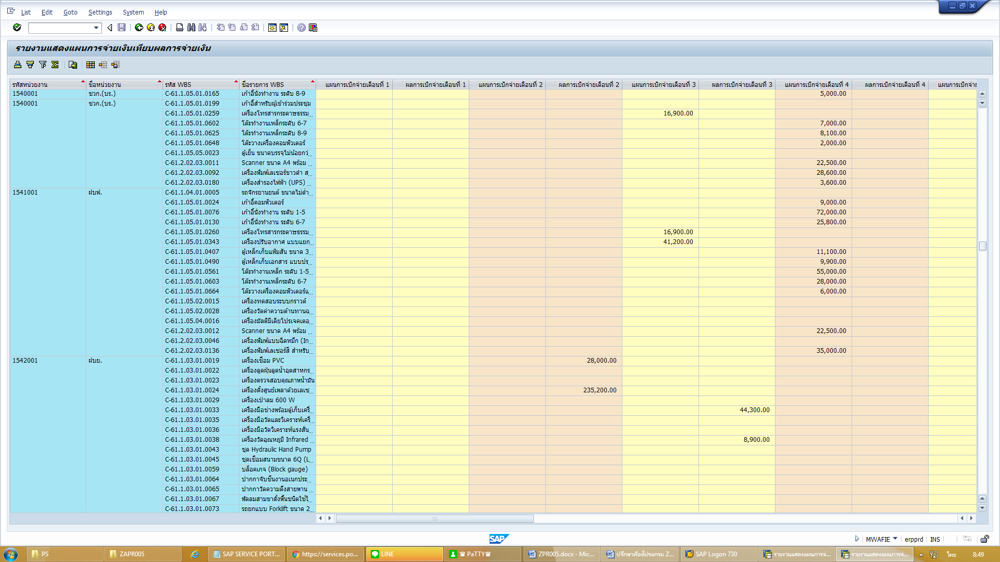 List Edit Goto Settings System Help
รายงานแสดงแผนการจ่ายเงินเทียบผลการจ่ายเงิน
รหัสหน่วยงาน ชื่อหน่วยงาน รหัส WBS ชื่อรายการ WBS แผนการเบิกจ่ายเดือนที่ 1 ผลการเบิกจ่ายเดือนที่ 1 แผนการเบิกจ่ายเดือนที่ 2 ผลการเบิกจ่ายเดือนที่ 2 แผนการเบิกจ่ายเดือนที่ 3 ผลการเบิกจ่ายเดือนที่ 3 แผนการเบิกจ่ายเดือนที่ 4 ผลการเบิกจ่ายเดือนที่ 4 แผนการเบิกจ่าย
1540001 ชวก.(บร.) C-61.1.05.01.0165 เก้าอี้นั่งทำงาน ระดับ 8-9 5,000.00
1540001 ชวก.(บร.) C-61.1.05.01.0199 เก้าอี้สำหรับผู้เข้าร่วมประชุม
C-61.1.05.01.0259 เครื่องโทรสารกระดาษธรรม... 16,900.00
C-61.1.05.01.0602 โต๊ะทำงานเหล็กระดับ 6-7 7,000.00
C-61.1.05.01.0625 โต๊ะทำงานเหล็กระดับ 8-9 8,100.00
C-61.1.05.01.0648 โต๊ะวางเครื่องคอมพิวเตอร์ 2,000.00
C-61.1.05.05.0023 ตู้เย็น ขนาดบรรจุไม่น้อยกว่...
C-61.2.02.03.0011 Scanner ขนาด A4 พร้อม ... 22,500.00
C-61.2.02.03.0092 เครื่องพิมพ์เลเซอร์ขาวดำ ส... 28,600.00
C-61.2.02.03.0180 เครื่องสำรองไฟฟ้า (UPS) ... 3,600.00
1541001 ฝบฟ. C-61.1.04.01.0005 รถจักรยานยนต์ ขนาดไม่ต่ำ...
C-61.1.05.01.0024 เก้าอี้คอมพิวเตอร์ 9,000.00
C-61.1.05.01.0076 เก้าอี้นั่งทำงาน ระดับ 1-5 72,000.00
C-61.1.05.01.0130 เก้าอี้นั่งทำงาน ระดับ 6-7 25,800.00
C-61.1.05.01.0260 เครื่องโทรสารกระดาษธรรม... 16,900.00
C-61.1.05.01.0343 เครื่องปรับอากาศ แบบแยก... 41,200.00
C-61.1.05.01.0407 ตู้เหล็กเก็บแฟ้มสัน ขนาด 3... 11,100.00
C-61.1.05.01.0490 ตู้เหล็กเก็บเอกสาร แบบปร... 9,900.00
C-61.1.05.01.0561 โต๊ะทำงานเหล็ก ระดับ 1-5... 55,000.00
C-61.1.05.01.0603 โต๊ะทำงานเหล็กระดับ 6-7 28,000.00
C-61.1.05.01.0664 โต๊ะวางเครื่องคอมพิวเตอร์แ... 6,000.00
C-61.1.05.02.0015 เครื่องทดสอบระบบกราวด์
C-61.1.05.02.0028 เครื่องวัดค่าความต้านทานฉ...
C-61.1.05.04.0016 เครื่องมัลติมีเดียโปรเจคเตอ...
C-61.2.02.03.0012 Scanner ขนาด A4 พร้อม ... 22,500.00
C-61.2.02.03.0046 เครื่องพิมพ์แบบฉีดหมึก (In...
C-61.2.02.03.0136 เครื่องพิมพ์เลเซอร์สี สำหรับ... 35,000.00
1542001 ฝบย. C-61.1.03.01.0019 เครื่องเชื่อม PVC 28,000.00
C-61.1.03.01.0022 เครื่องดูดฝุ่นดูดน้ำอุตสาหกร...
C-61.1.03.01.0023 เครื่องตรวจสอบคุณภาพน้ำมัน
C-61.1.03.01.0024 เครื่องตั้งศูนย์เพลาด้วยเลเซ... 235,200.00
C-61.1.03.01.0029 เครื่องเป่าลม 600 W
C-61.1.03.01.0033 เครื่องมือช่างพร้อมตู้เก็บเครื่... 44,300.00
C-61.1.03.01.0035 เครื่องมือวัดและวิเคราะห์เครื่...
C-61.1.03.01.0036 เครื่องมือวัดวิเคราะห์แรงสั่น...
C-61.1.03.01.0038 เครื่องวัดอุณหภูมิ Infrared ... 8,900.00
C-61.1.03.01.0043 ชุด Hydraulic Hand Pump
C-61.1.03.01.0045 ชุดเชื่อมสนามขนาด 6Q (L...
C-61.1.03.01.0059 บล็อคเกจ (Block gauge)
C-61.1.03.01.0064 ปากกาจับชิ้นงานอเนกประ...
C-61.1.03.01.0065 ปากกาวัดความตึงสายพาน ...
C-61.1.03.01.0067 พัดลมสามขาตั้งพื้นชนิดใช้ใ...
C-61.1.03.01.0073 รถยกแบบ Forklift ขนาด 2...
SAP
MWAFIE erpprd INS
PS ZAPR005 SAP SERVICE PORT... https://services.po... LINE ♛ PaTTY♛ ZPR005.docx - Mic... ปรึกษาเรื่องโปรแกรม Z... SAP Logon 730 รายงานแสดงแผนการจ่... รายงานแสดงแผนการจ่... ไทย 8:49